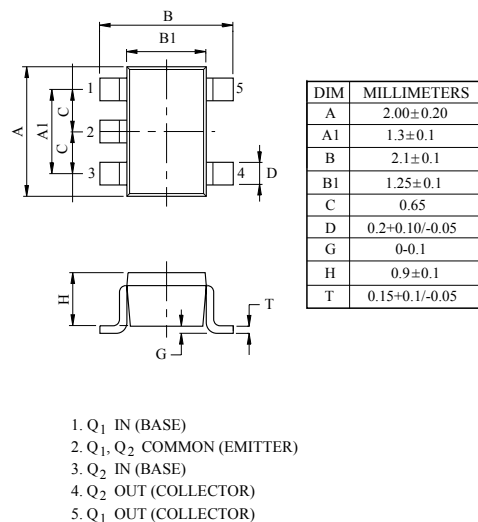 B
B1
A
A1
C
C
1
2
3
5
4
D
H
G
T
DIM MILLIMETERS
A 2.00±0.20
A1 1.3±0.1
B 2.1±0.1
B1 1.25±0.1
C 0.65
D 0.2+0.10/-0.05
G 0-0.1
H 0.9±0.1
T 0.15+0.1/-0.05
1. Q1 IN (BASE)
2. Q1, Q2 COMMON (EMITTER)
3. Q2 IN (BASE)
4. Q2 OUT (COLLECTOR)
5. Q1 OUT (COLLECTOR)